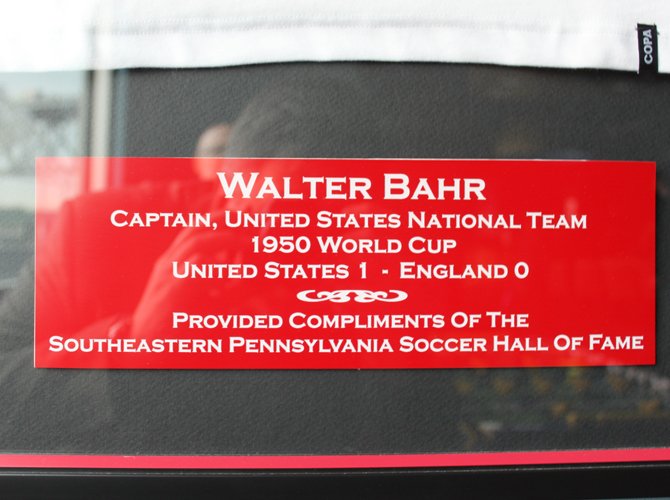 COPA
WALTER BAHR
CAPTAIN, UNITED STATES NATIONAL TEAM
1950 WORLD CUP
UNITED STATES 1 - ENGLAND 0
PROVIDED COMPLIMENTS OF THE
SOUTHEASTERN PENNSYLVANIA SOCCER HALL OF FAME